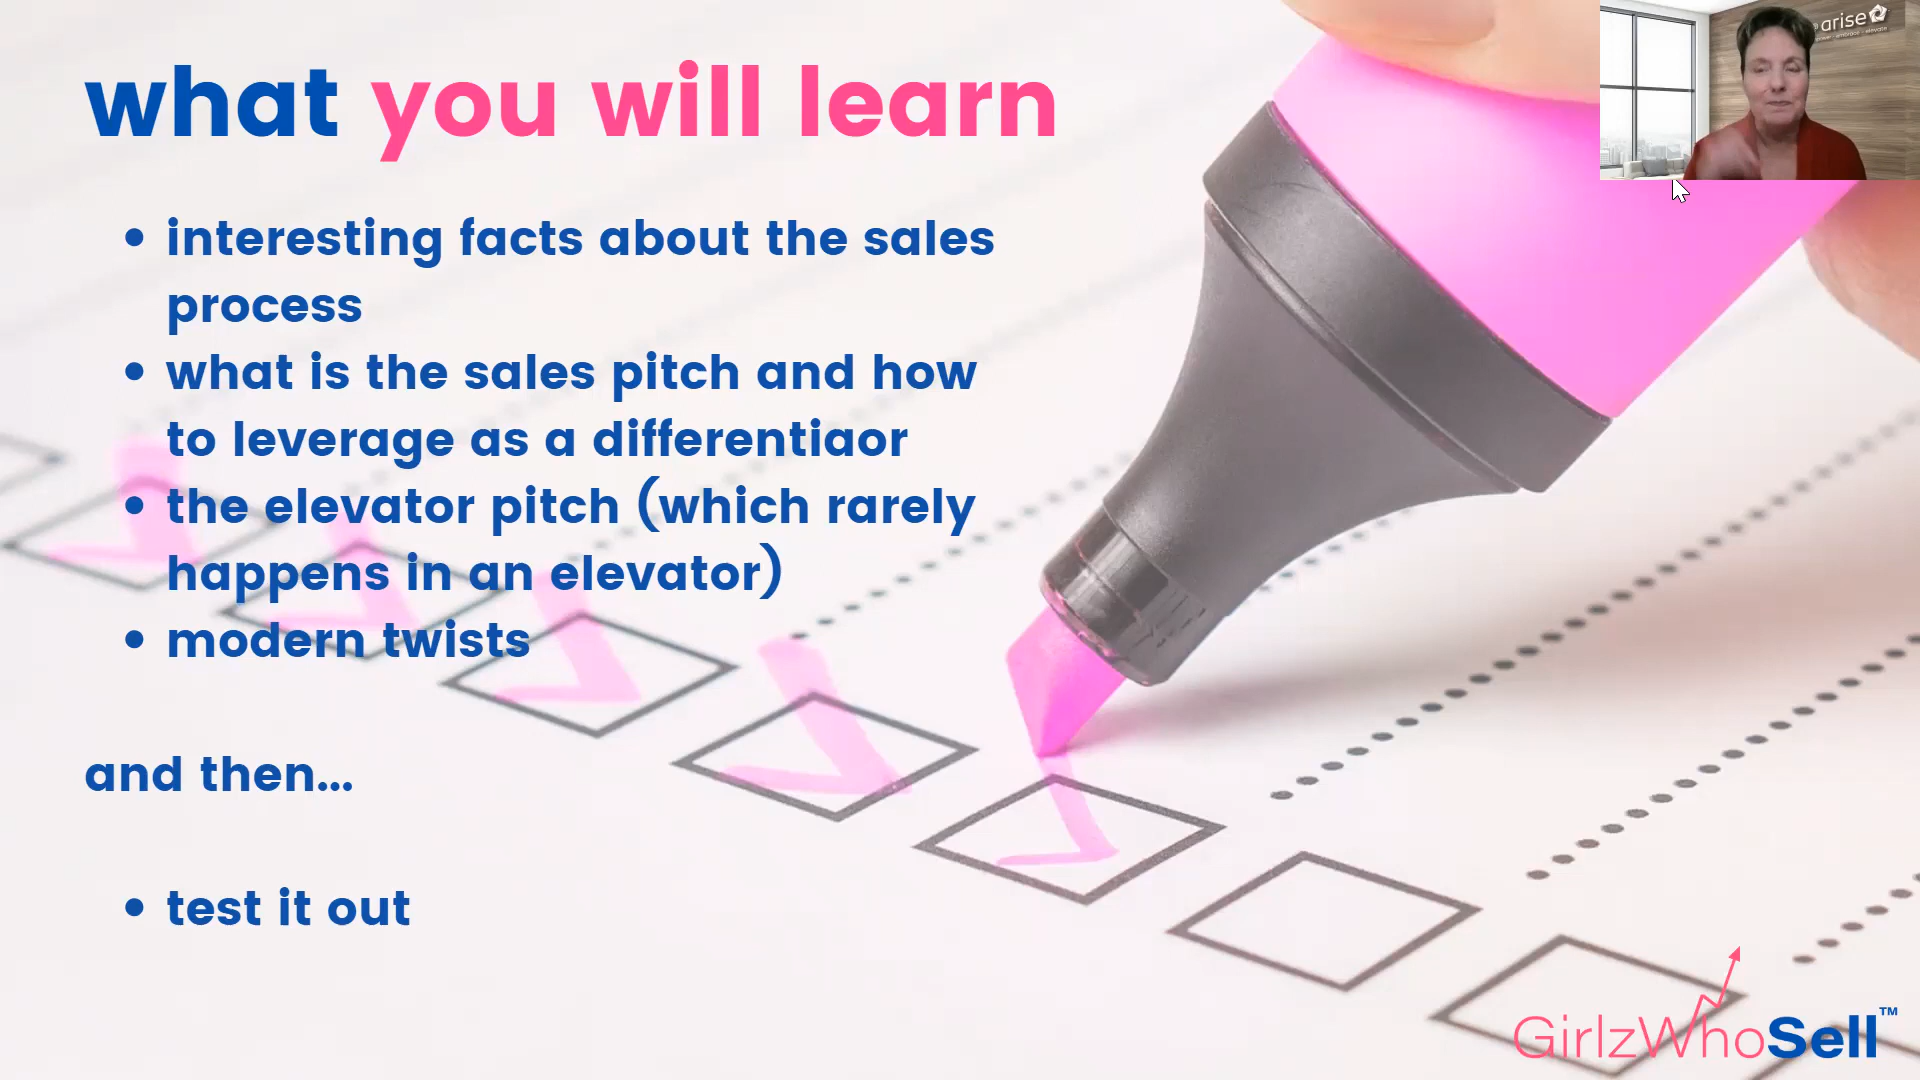 what you will learn
arise
• interesting facts about the sales
process
• what is the sales pitch and how
to leverage as a differentiaor
• the elevator pitch (which rarely
happens in an elevator)
• modern twists
and then...
• test it out
GirlzWhoSell™